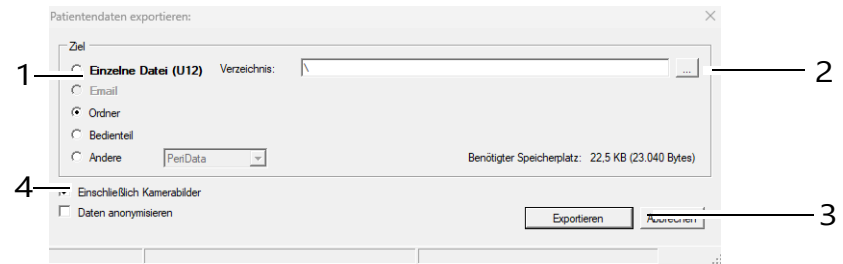 Patientendaten exportieren:
Ziel
1 Einzelne Datei (U12) Verzeichnis: \ ... 2
Email
Ordner
Bedienteil
Andere PeriData Benötigter Speicherplatz: 22,5 KB (23.040 Bytes)
4 Einschließlich Kamerabilder
Daten anonymisieren Exportieren Abbrechen 3